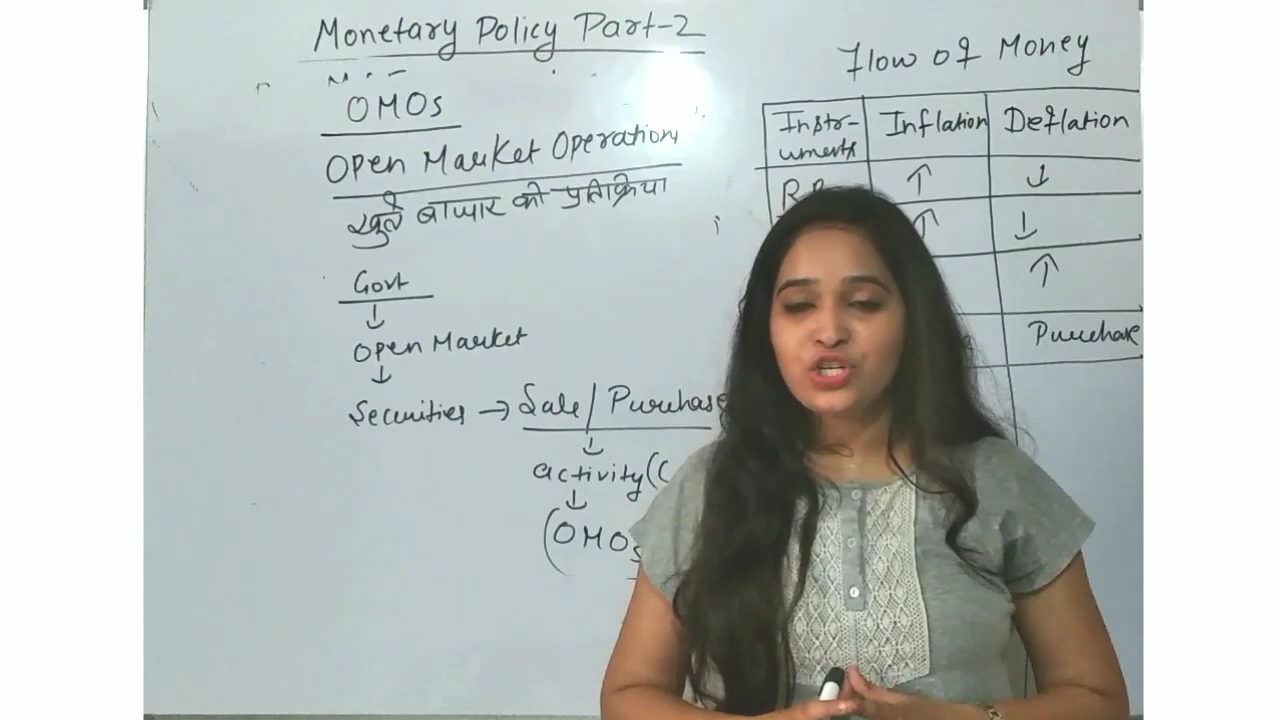 Monetary Policy Part-2
OMOs
Open Market Operation
खुले बाजार की प्रतिक्रिया
Govt
↓
Open Market
↓
Securities → Sale/Purchase
↓
activity(
↓
(OMOs
Flow of Money
Instr-uments Inflation Deflation
↑ ↓
↑ ↓
↑
Purchase